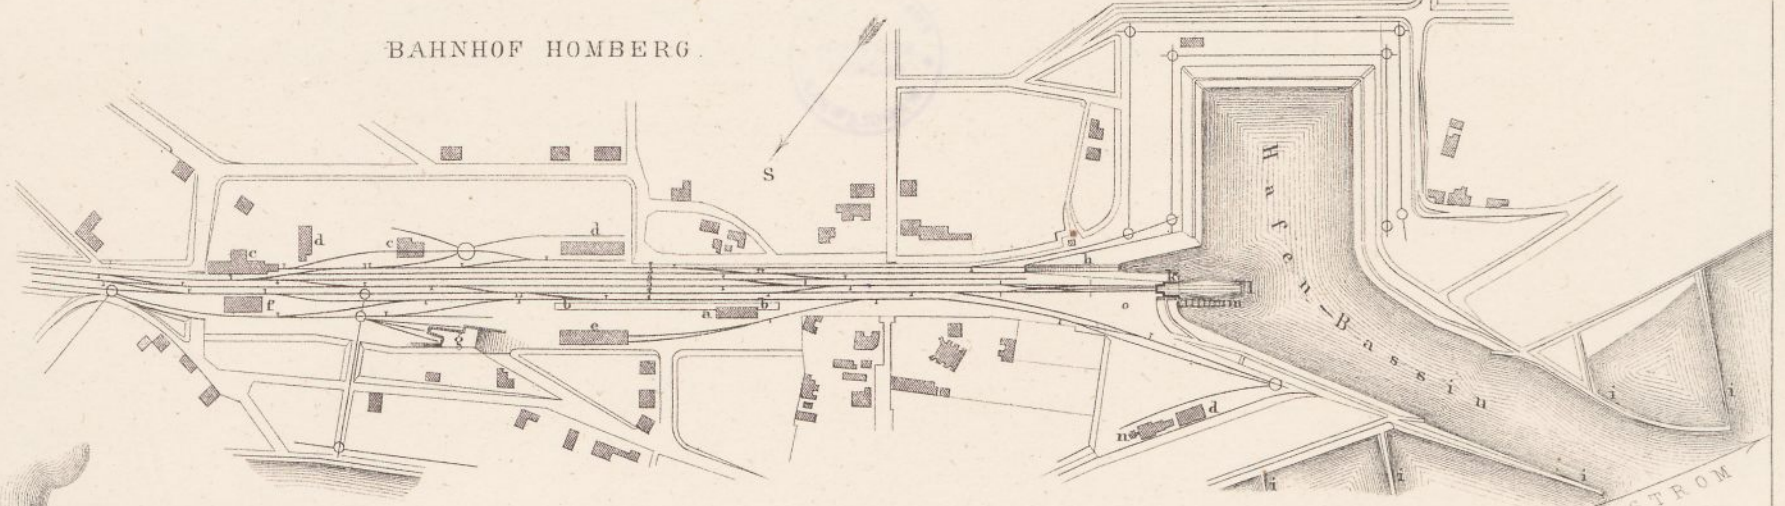 BAHNHOF HOMBERG.
S
Hafen-Bassin
d
c
c
d
f
b
b
a
e
g
h
k
l
m
o
n
d
i
i
i
i
i
STROM